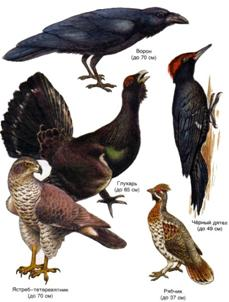 Ворон
(до 70 см)
Глухарь
(до 85 см)
Чёрный дятел
(до 49 см)
Ястреб-тетеревятник
(до 70 см)
Рябчик
(до 37 см)